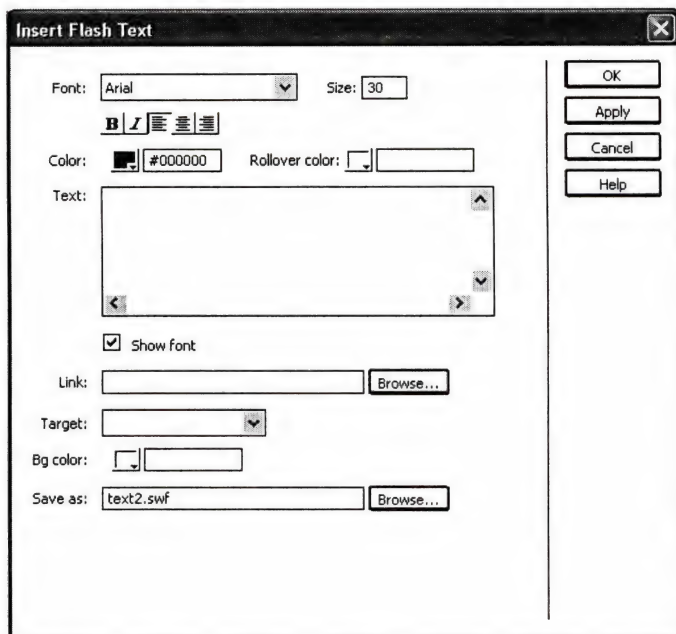 Insert Flash Text
Font: Arial Size: 30
B I
Color: #000000 Rollover color:
Text:
Show font
Link: Browse...
Target:
Bg color:
Save as: text2.swf Browse...
OK
Apply
Cancel
Help